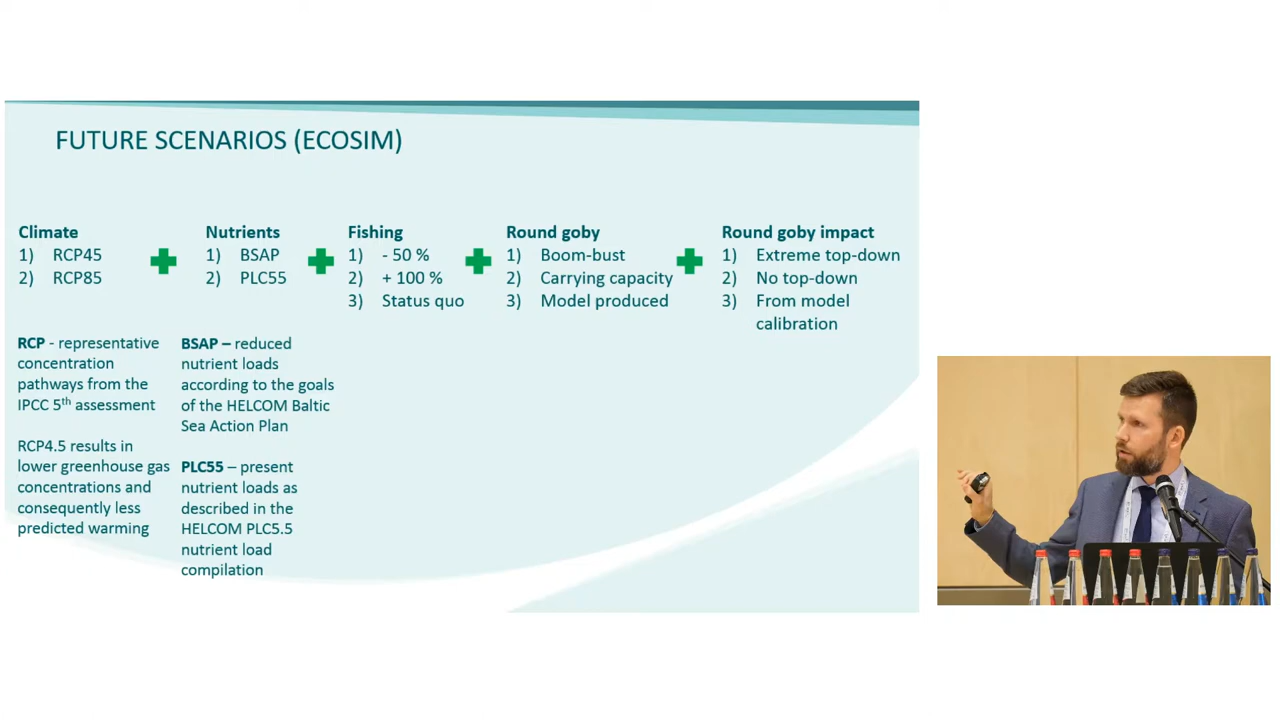 FUTURE SCENARIOS (ECOSIM)
Climate
1) RCP45
2) RCP85
Nutrients
1) BSAP
2) PLC55
Fishing
1) - 50 %
2) + 100 %
3) Status quo
Round goby
1) Boom-bust
2) Carrying capacity
3) Model produced
Round goby impact
1) Extreme top-down
2) No top-down
3) From model
calibration
RCP - representative
concentration
pathways from the
IPCC 5th assessment
RCP4.5 results in
lower greenhouse gas
concentrations and
consequently less
predicted warming
BSAP – reduced
nutrient loads
according to the goals
of the HELCOM Baltic
Sea Action Plan
PLC55 – present
nutrient loads as
described in the
HELCOM PLC5.5
nutrient load
compilation